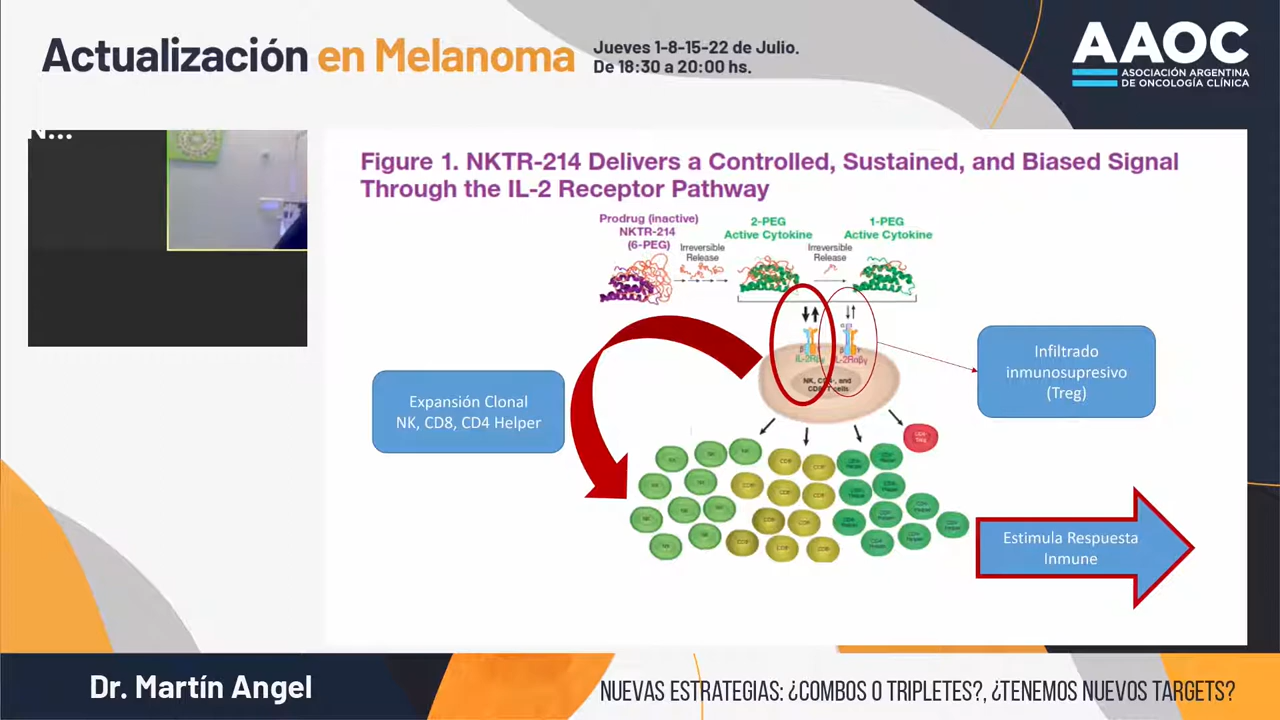 Actualización en Melanoma
Jueves 1-8-15-22 de Julio.
De 18:30 a 20:00 hs.
AAOC
ASOCIACIÓN ARGENTINA
DE ONCOLOGÍA CLÍNICA
N...
Figure 1. NKTR-214 Delivers a Controlled, Sustained, and Biased Signal
Through the IL-2 Receptor Pathway
Prodrug (inactive)
NKTR-214
(6-PEG)
Irreversible
Release
2-PEG
Active Cytokine
Irreversible
Release
1-PEG
Active Cytokine
NK,
and
cells
Infiltrado
inmunosupresivo
(Treg)
Expansión Clonal
NK, CD8, CD4 Helper
Estimula Respuesta
Inmune
Dr. Martín Angel
NUEVAS ESTRATEGIAS: ¿COMBOS O TRIPLETES?, ¿TENEMOS NUEVOS TARGETS?